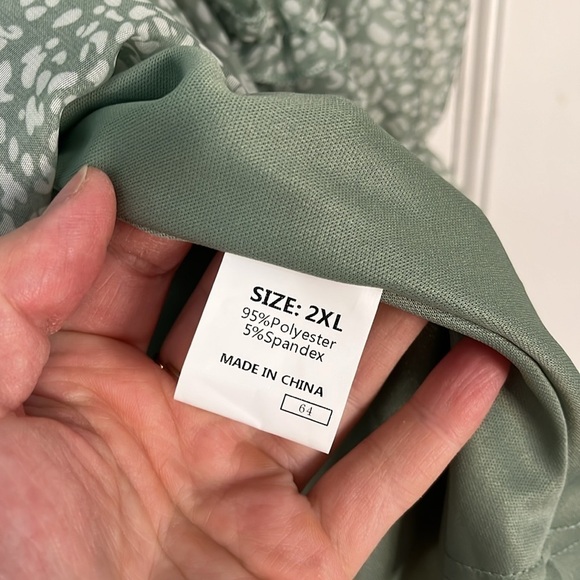 SIZE: 2XL
95%Polyester
5%Spandex
MADE IN CHINA
64